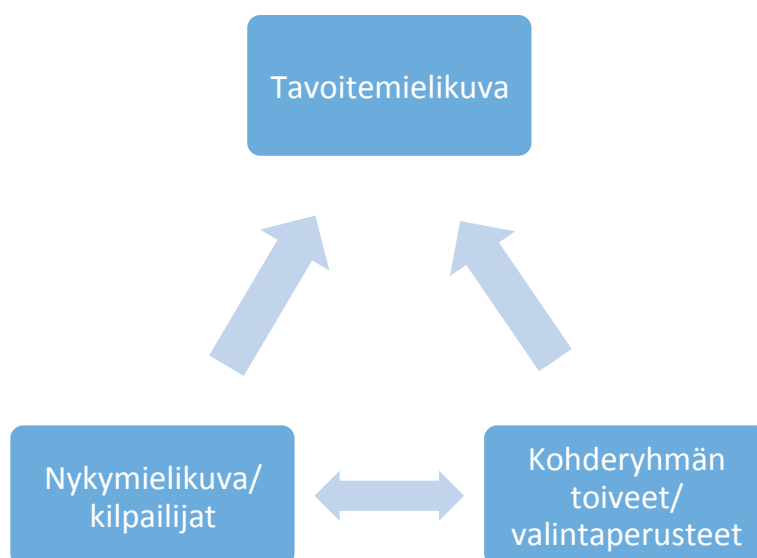 Tavoitemielikuva
Nykymielikuva/
kilpailijat
Kohderyhmän
toiveet/
valintaperusteet